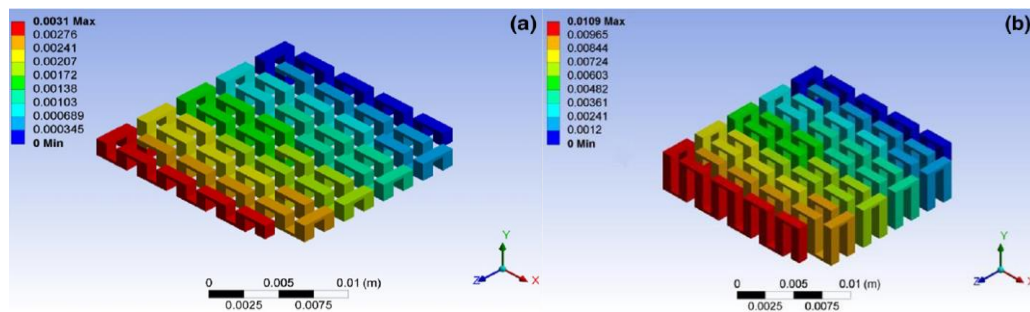 (a)
0.0031 Max
0.00276
0.00241
0.00207
0.00172
0.00138
0.00103
0.000689
0.000345
0 Min
0 0.005 0.01 (m)
0.0025 0.0075
Y
Z X
(b)
0.0109 Max
0.00965
0.00844
0.00724
0.00603
0.00482
0.00361
0.00241
0.0012
0 Min
0 0.005 0.01 (m)
0.0025 0.0075
Y
Z X